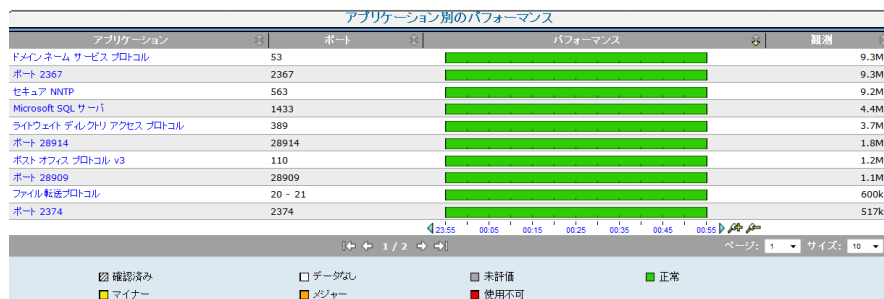 アプリケーション別のパフォーマンス
アプリケーション ポート パフォーマンス 観測
ドメイン ネーム サービス プロトコル 53 9.3M
ポート 2367 2367 9.3M
セキュア NNTP 563 9.2M
Microsoft SQL サーバ 1433 4.4M
ライトウェイト ディレクトリ アクセス プロトコル 389 3.7M
ポート 28914 28914 1.8M
ポスト オフィス プロトコル v3 110 1.2M
ポート 28909 28909 1.1M
ファイル転送プロトコル 20 - 21 600k
ポート 2374 2374 517k
23:55 00:05 00:15 00:25 00:35 00:45 00:55
1 / 2 ページ: 1 サイズ: 10
確認済み データなし 未評価 正常
マイナー メジャー 使用不可